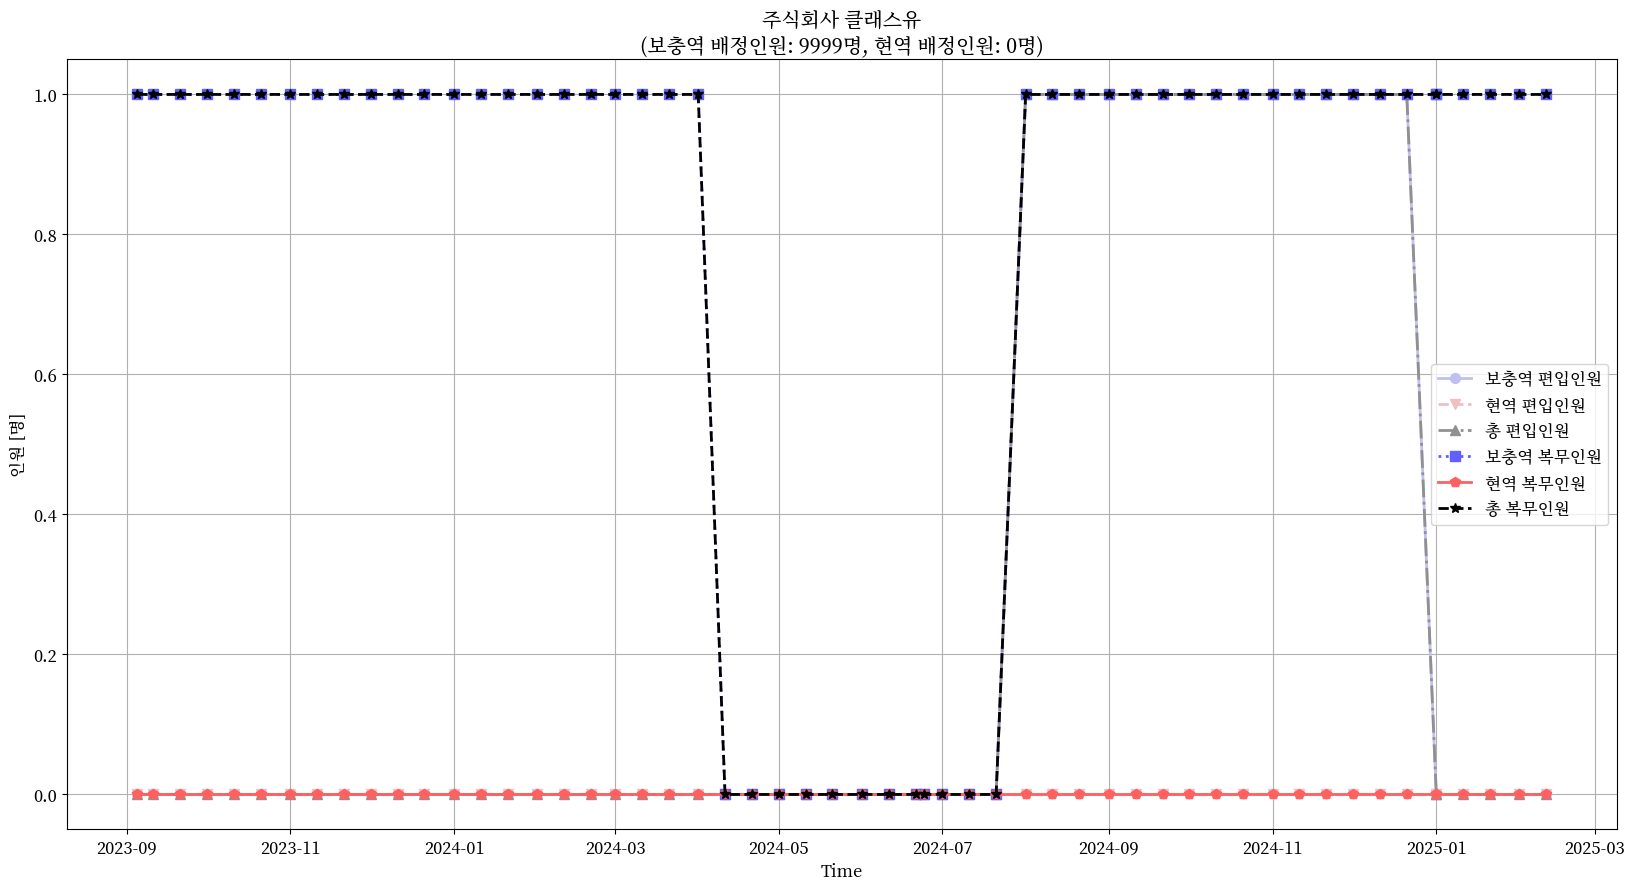 주식회사 클래스유
(보충역 배정인원: 9999명, 현역 배정인원: 0명)
1.0
0.8
0.6
0.4
0.2
0.0
인원 [명]
보충역 편입인원
현역 편입인원
총 편입인원
보충역 복무인원
현역 복무인원
총 복무인원
2023-09
2023-11
2024-01
2024-03
2024-05
2024-07
2024-09
2024-11
2025-01
2025-03
Time